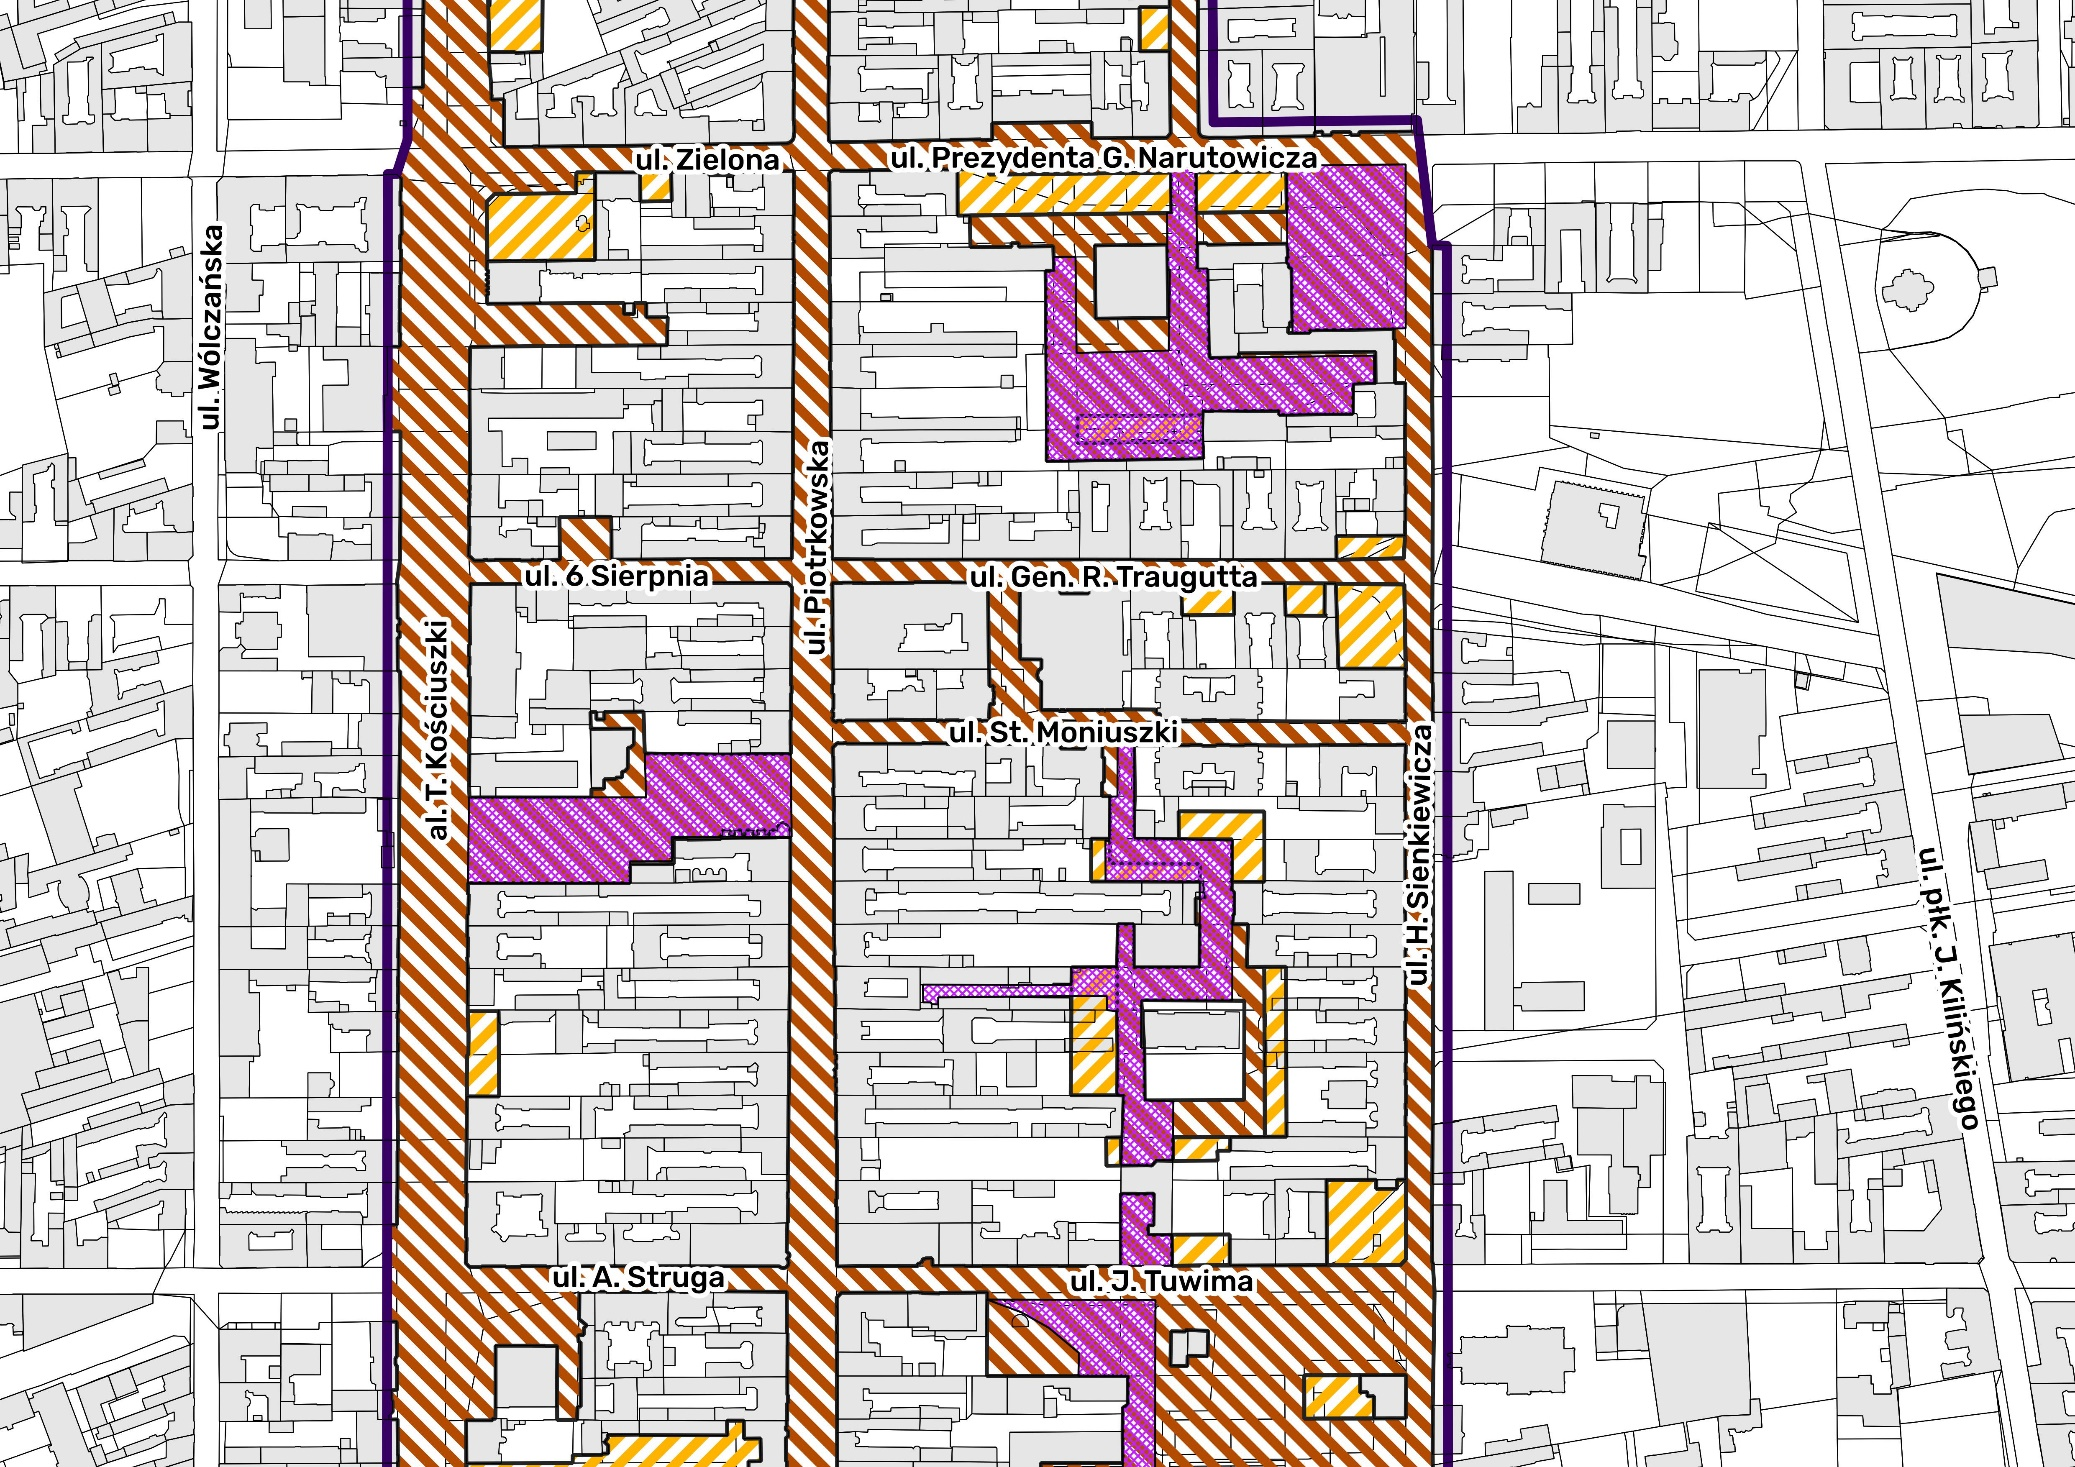 ul. Zielona
ul. Prezydenta G. Narutowicza
ul. Wólczańska
ul. Piotrkowska
ul. 6 Sierpnia
ul. Gen. R. Traugutta
al. T. Kościuszki
ul. St. Moniuszki
ul. H. Sienkiewicza
ul. płk. J. Kilińskiego
ul. A. Struga
ul. J. Tuwima